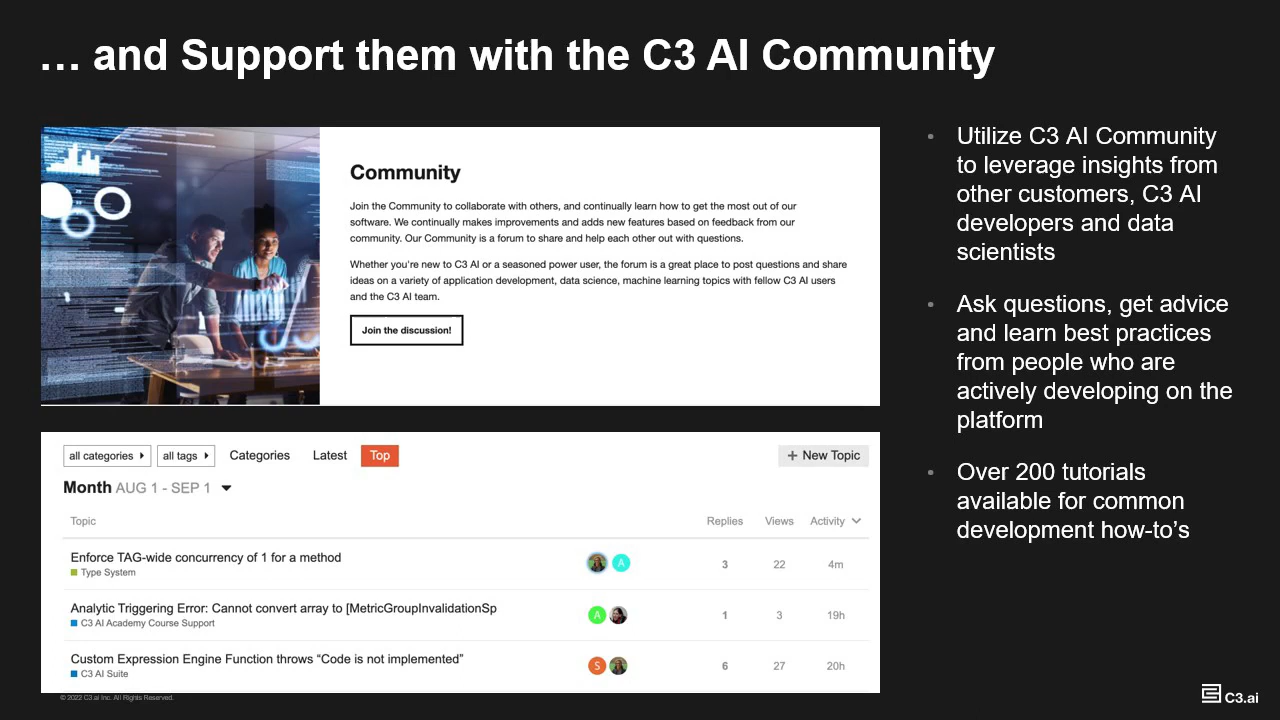 … and Support them with the C3 AI Community
Community
Join the Community to collaborate with others, and continually learn how to get the most out of our
software. We continually makes improvements and adds new features based on feedback from our
community. Our Community is a forum to share and help each other out with questions.
Whether you're new to C3 AI or a seasoned power user, the forum is a great place to post questions and share
ideas on a variety of application development, data science, machine learning topics with fellow C3 AI users
and the C3 AI team.
Join the discussion!
• Utilize C3 AI Community
to leverage insights from
other customers, C3 AI
developers and data
scientists
• Ask questions, get advice
and learn best practices
from people who are
actively developing on the
platform
• Over 200 tutorials
available for common
development how-to’s
all categories all tags Categories Latest Top + New Topic
Month AUG 1 - SEP 1
Topic Replies Views Activity
Enforce TAG-wide concurrency of 1 for a method A 3 22 4m
Type System
Analytic Triggering Error: Cannot convert array to [MetricGroupInvalidationSp A 1 3 19h
C3 AI Academy Course Support
Custom Expression Engine Function throws “Code is not implemented” S 6 27 20h
C3 AI Suite
© 2022 C3.ai Inc. All Rights Reserved.
C3.ai